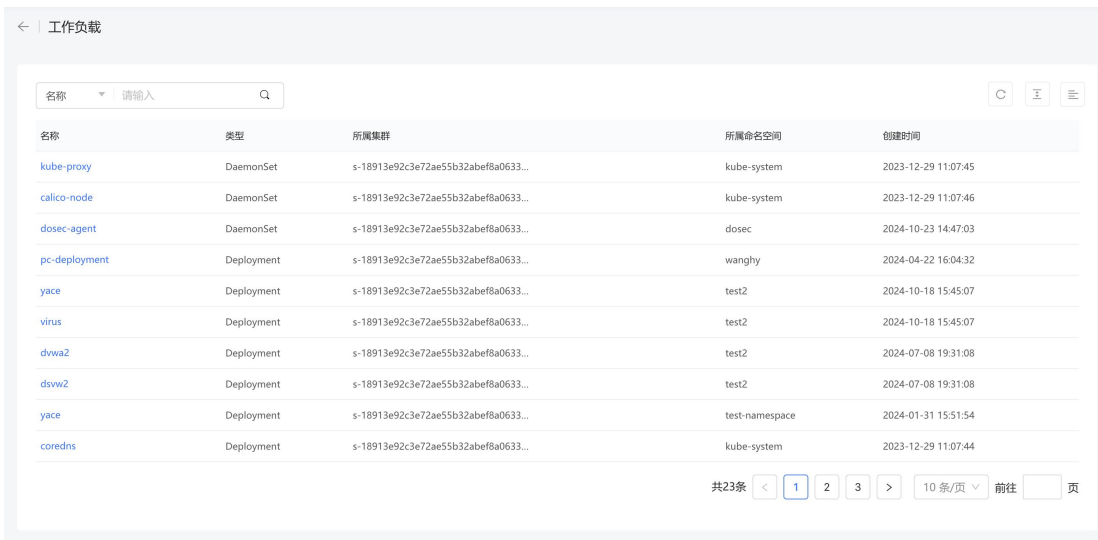 工作负载
名称 请输入
名称 类型 所属集群 所属命名空间 创建时间
kube-proxy DaemonSet s-18913e92c3e72ae55b32abef8a0633... kube-system 2023-12-29 11:07:45
calico-node DaemonSet s-18913e92c3e72ae55b32abef8a0633... kube-system 2023-12-29 11:07:46
dosec-agent DaemonSet s-18913e92c3e72ae55b32abef8a0633... dosec 2024-10-23 14:47:03
pc-deployment Deployment s-18913e92c3e72ae55b32abef8a0633... wanghy 2024-04-22 16:04:32
yace Deployment s-18913e92c3e72ae55b32abef8a0633... test2 2024-10-18 15:45:07
virus Deployment s-18913e92c3e72ae55b32abef8a0633... test2 2024-10-18 15:45:07
dvwa2 Deployment s-18913e92c3e72ae55b32abef8a0633... test2 2024-07-08 19:31:08
dsvw2 Deployment s-18913e92c3e72ae55b32abef8a0633... test2 2024-07-08 19:31:08
yace Deployment s-18913e92c3e72ae55b32abef8a0633... test-namespace 2024-01-31 15:51:54
coredns Deployment s-18913e92c3e72ae55b32abef8a0633... kube-system 2023-12-29 11:07:44
共23条 < 1 2 3 > 10 条/页 前往 页